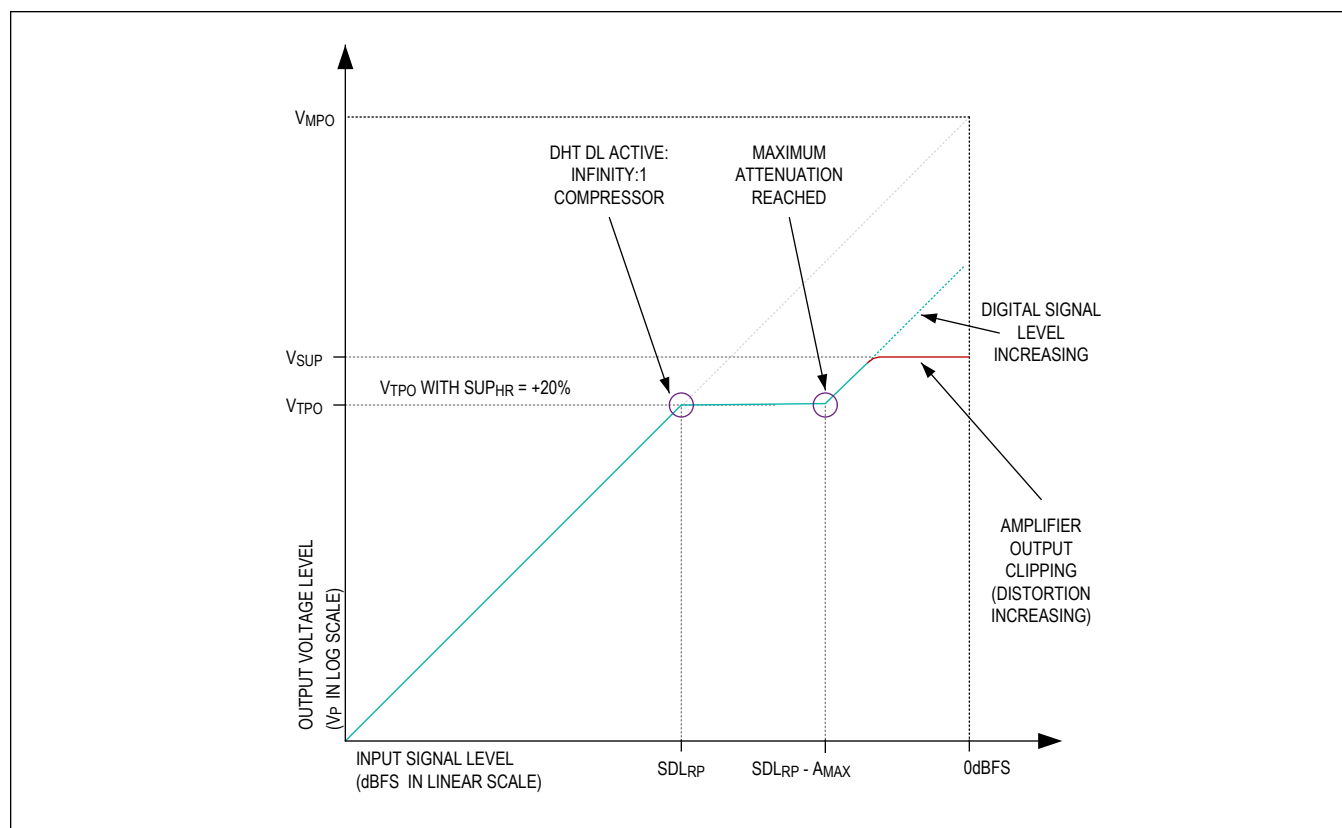 VMPO
DHT DL ACTIVE:
INFINITY:1
COMPRESSOR
MAXIMUM
ATTENUATION
REACHED
DIGITAL SIGNAL
LEVEL
INCREASING
VSUP
VTPO WITH SUPHR = +20%
VTPO
AMPLIFIER
OUTPUT
CLIPPING
(DISTORTION
INCREASING)
OUTPUT VOLTAGE LEVEL
(VP IN LOG SCALE)
INPUT SIGNAL LEVEL
(dBFS IN LINEAR SCALE)
SDLRP
SDLRP - AMAX
0dBFS